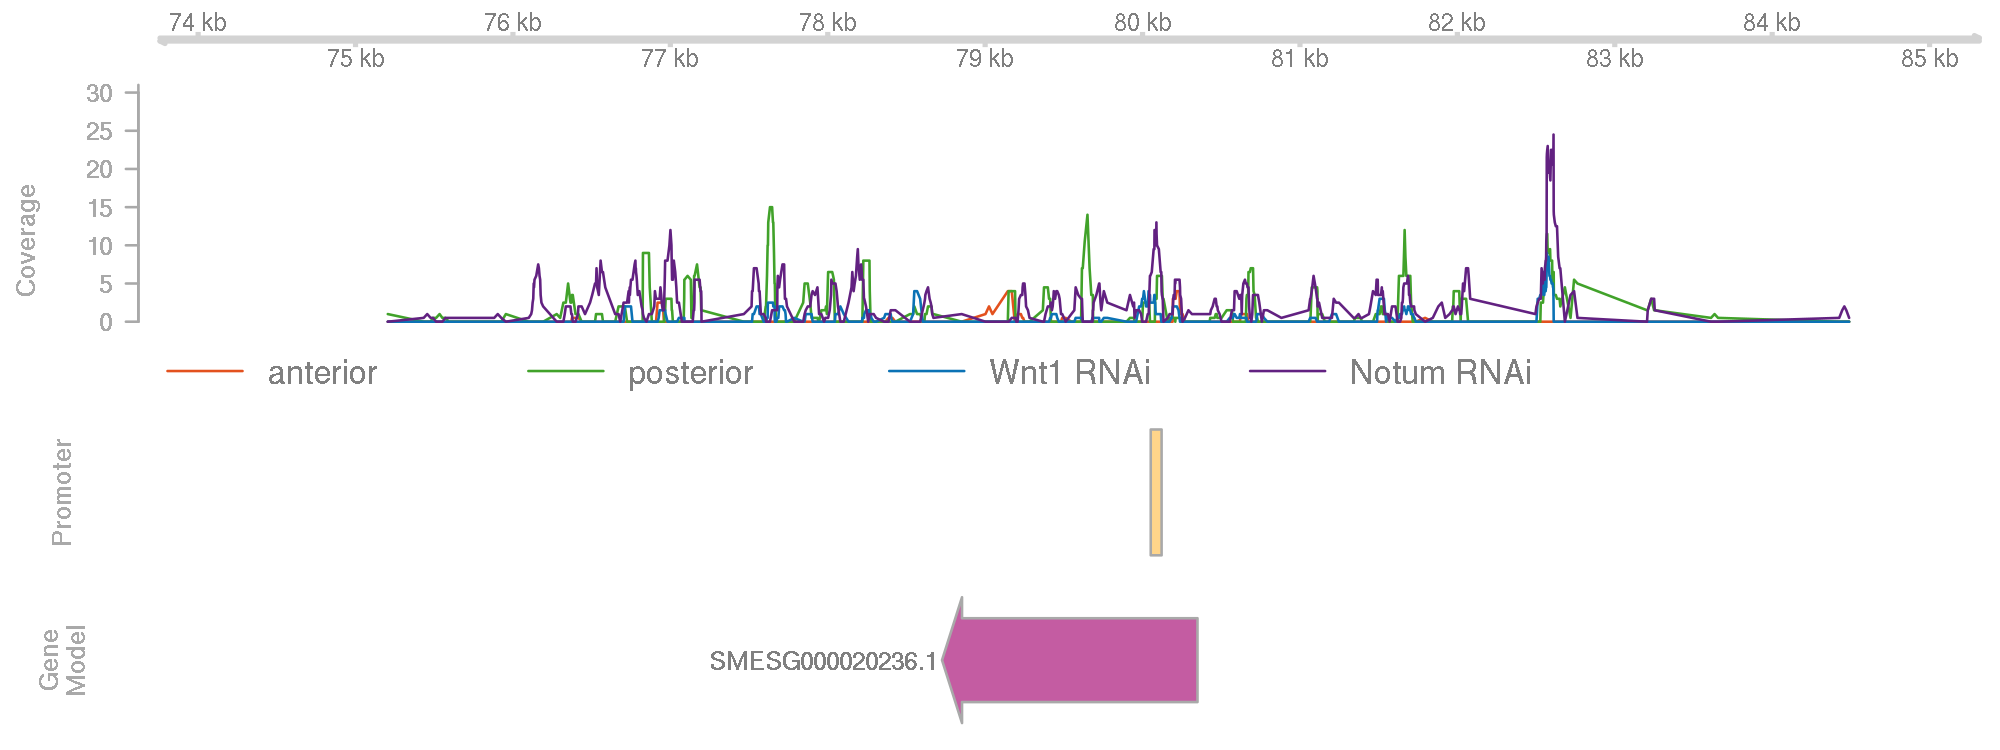 74 kb 76 kb 78 kb 80 kb 82 kb 84 kb
75 kb 77 kb 79 kb 81 kb 83 kb 85 kb
Coverage
30
25
20
15
10
5
0
anterior posterior Wnt1 RNAi Notum RNAi
Promoter
Gene
Model
SMESG000020236.1